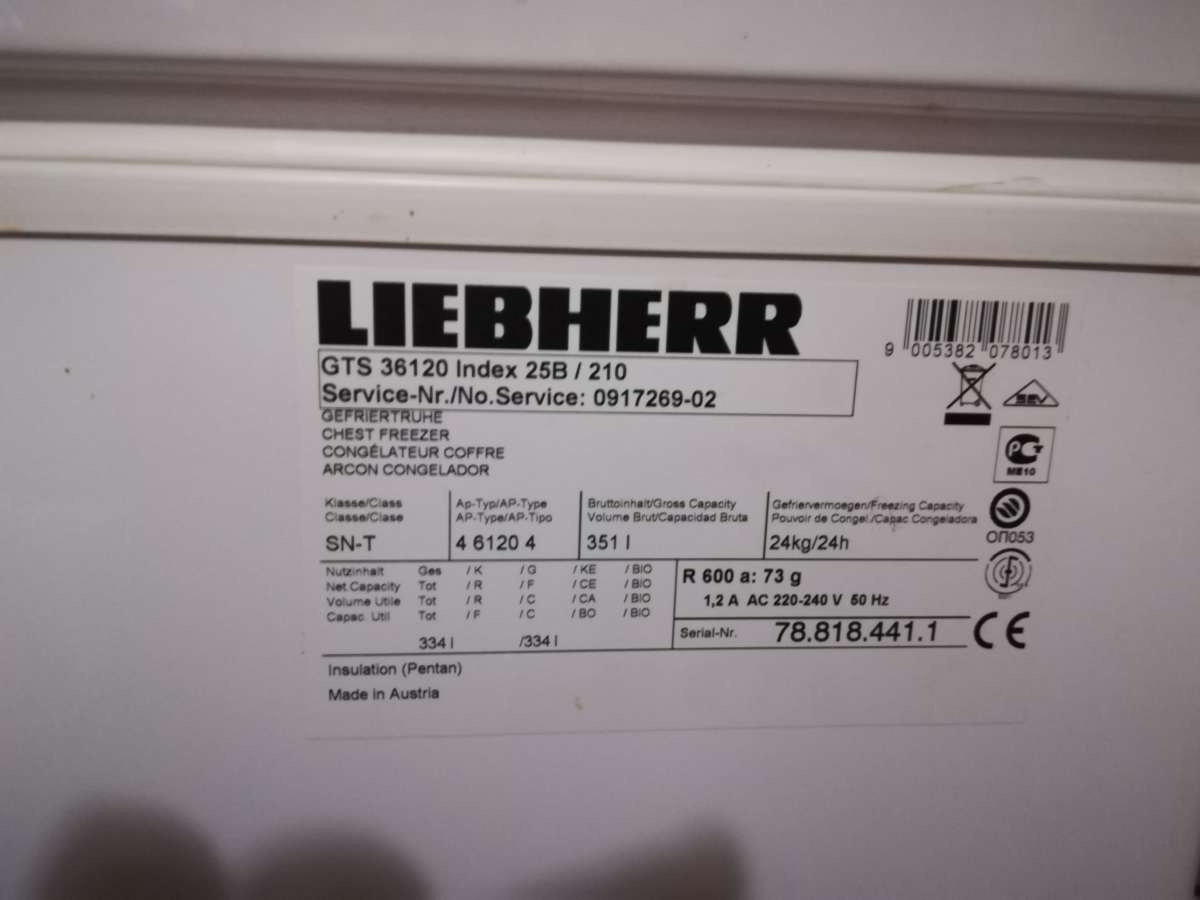 LIEBHERR
9 005382 078013
GTS 36120 Index 25B / 210
Service-Nr./No.Service: 0917269-02
GEFRIERTRUHE
CHEST FREEZER
CONGÉLATEUR COFFRE
ARCON CONGELADOR
SEV
PCT
ME10
ОП053
Klasse/Class
Classe/Clase
SN-T
Ap-Typ/AP-Type
AP-Type/AP-Tipo
4 6120 4
Bruttoinhalt/Gross Capacity
Volume Brut/Capacidad Bruta
351 l
Gefriervermoegen/Freezing Capacity
Pouvoir de Congel./Capac Congeladora
24kg/24h
Nutzinhalt Ges / K / G / KE / BIO
Net.Capacity Tot / R / F / CE / BIO
Volume Utile Tot / R / C / CA / BIO
Capac. Util Tot / F / C / BO / BIO
334 l /334 l
R 600 a: 73 g
1,2 A AC 220-240 V 50 Hz
Serial-Nr. 78.818.441.1
CE
Insulation (Pentan)
Made in Austria